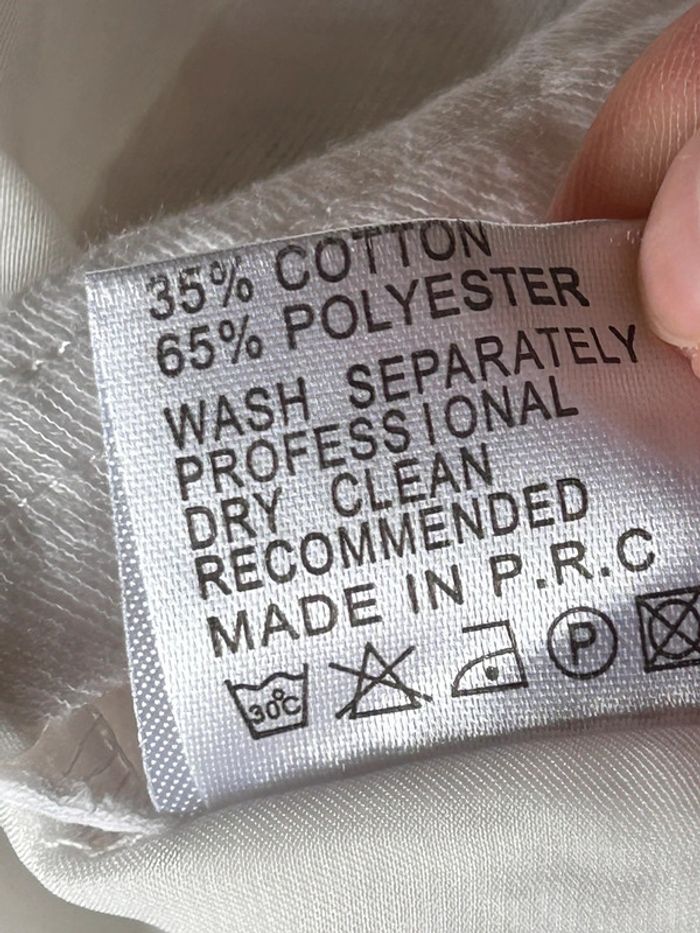 35% COTTON
65% POLYESTER
WASH SEPARATELY
PROFESSIONAL
DRY CLEAN
RECOMMENDED
MADE IN P.R.C
30℃ P